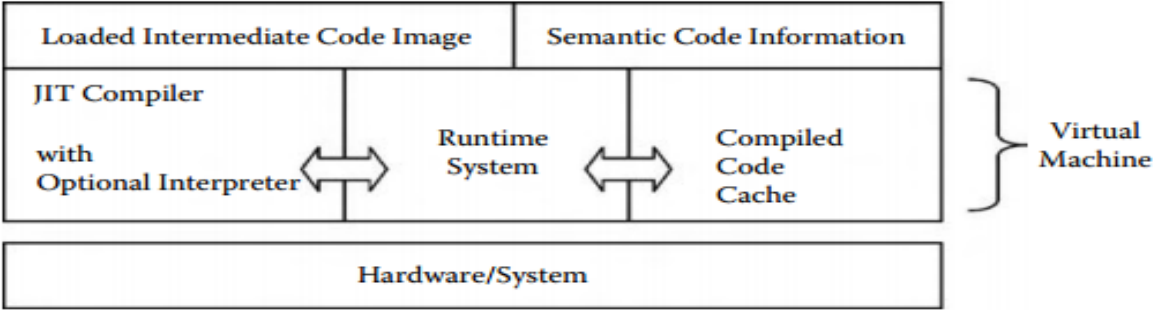 Loaded Intermediate Code Image
Semantic Code Information
JIT Compiler
with
Optional Interpreter
Runtime
System
Compiled
Code
Cache
Virtual
Machine
Hardware/System